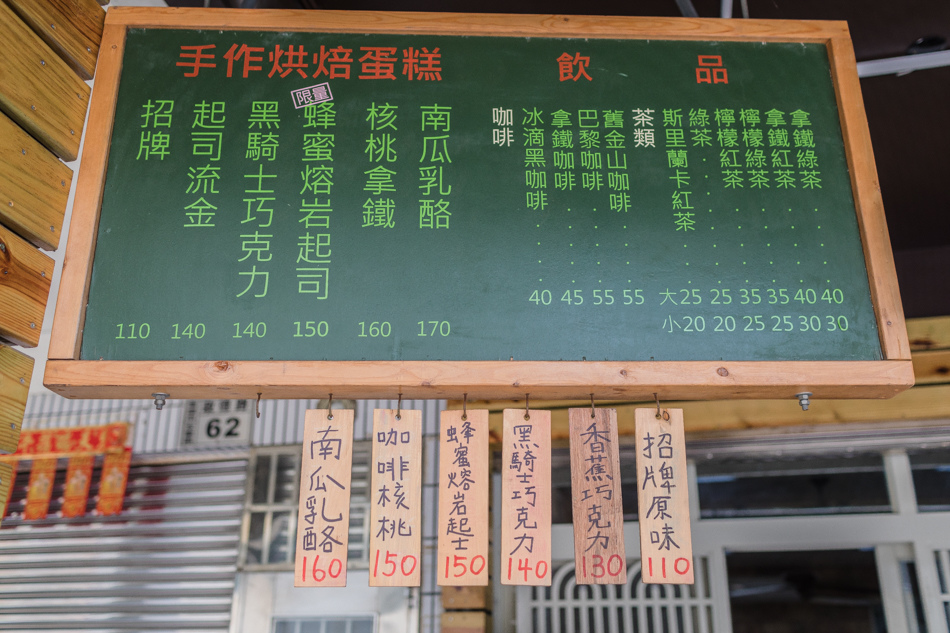 手作烘焙蛋糕
飲品
招牌 110
起司流金 140
黑騎士巧克力 140
限量
蜂蜜熔岩起司 150
核桃拿鐵 160
南瓜乳酪 170
咖啡
冰滴黑咖啡..... 40
拿鐵咖啡..... 45
巴黎咖啡..... 55
舊金山咖啡.... 55
茶類
斯里蘭卡紅茶.. 大25 小20
綠茶....... 25 20
檸檬紅茶..... 35 25
檸檬綠茶..... 35 25
拿鐵紅茶..... 40 30
拿鐵綠茶..... 40 30
62
南瓜乳酪 160
咖啡核桃 150
蜂蜜熔岩起士 150
黑騎士巧克力 140
香蕉巧克力 130
招牌原味 110